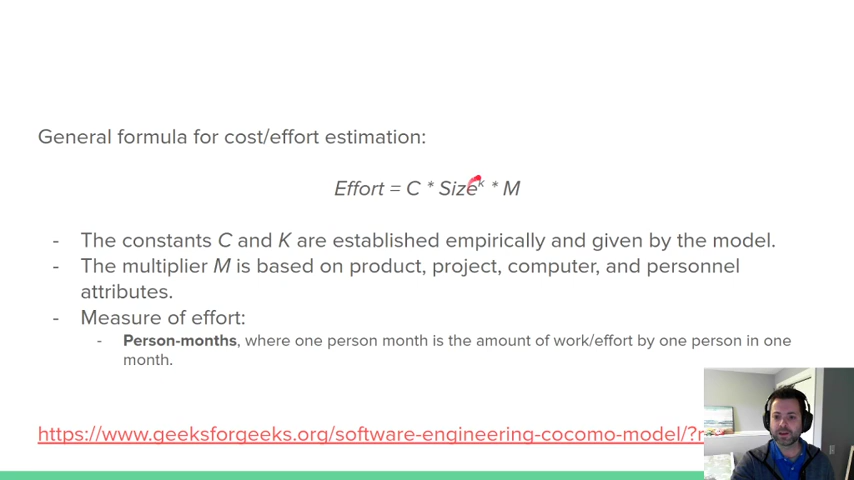 General formula for cost/effort estimation:
Effort = C * Size^K * M
- The constants C and K are established empirically and given by the model.
- The multiplier M is based on product, project, computer, and personnel
attributes.
- Measure of effort:
- Person-months, where one person month is the amount of work/effort by one person in one
month.
https://www.geeksforgeeks.org/software-engineering-cocomo-model/?r